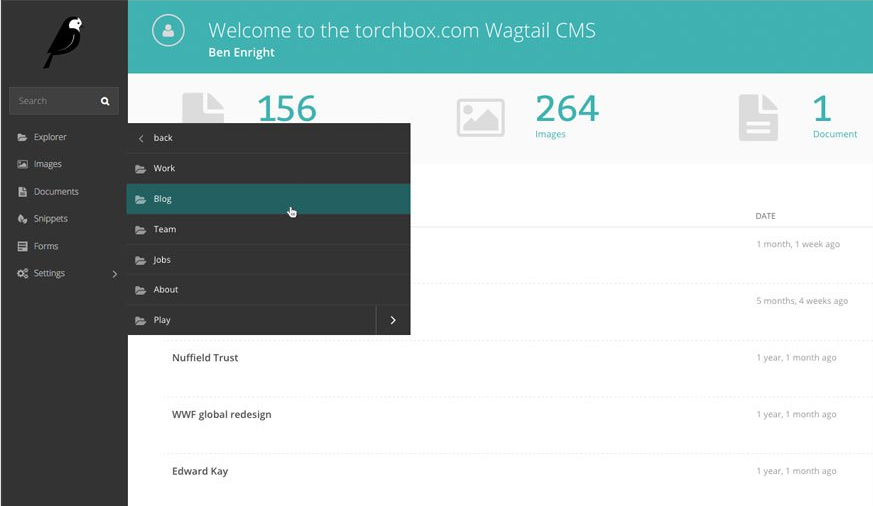 Welcome to the torchbox.com Wagtail CMS
Ben Enright
Search
Explorer
Images
Documents
Snippets
Forms
Settings
156
264
Images
1
Document
back
Work
Blog
Team
Jobs
About
Play
DATE
1 month, 1 week ago
5 months, 4 weeks ago
Nuffield Trust
1 year, 1 month ago
WWF global redesign
1 year, 1 month ago
Edward Kay
1 year, 1 month ago